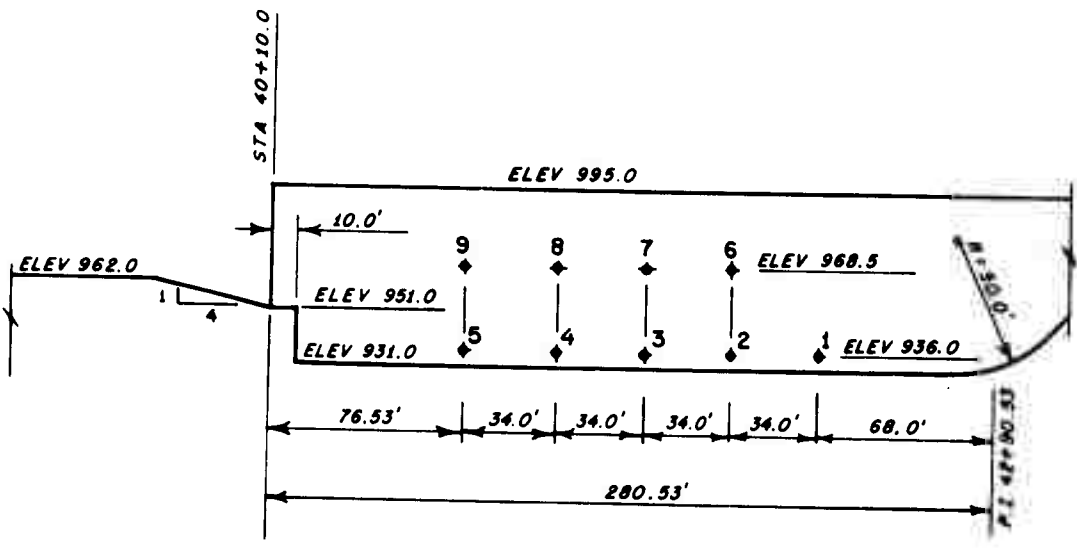 STA 40+10.0
ELEV 995.0
10.0'
9 8 7 6
ELEV 962.0
ELEV 968.5
R=50.0'
1
4
ELEV 951.0
5 4 3 2 1
ELEV 931.0
ELEV 936.0
76.53' 34.0' 34.0' 34.0' 34.0' 68.0'
280.53'
P.I. 42+90.53